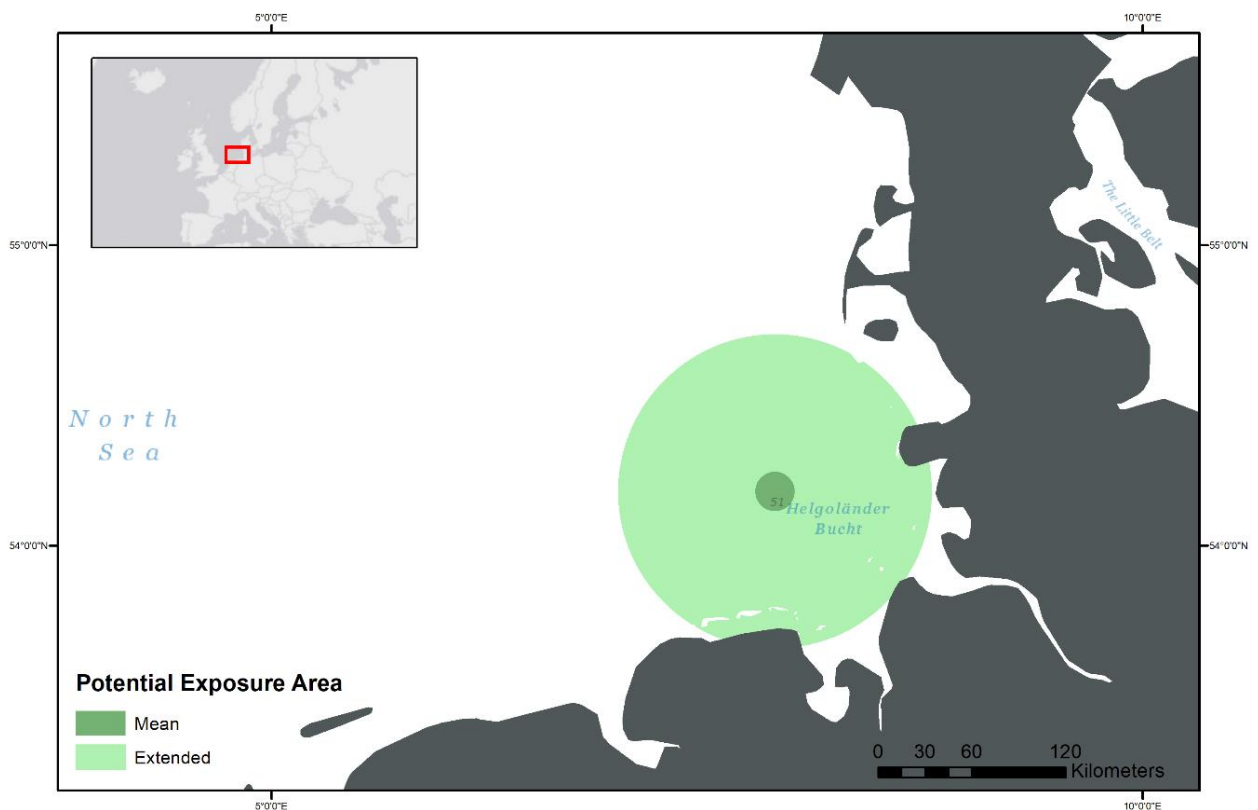 5°0'0"E
10°0'0"E
The Little Belt
55°0'0"N
55°0'0"N
North
Sea
51
Helgoländer
Bucht
54°0'0"N
54°0'0"N
Potential Exposure Area
Mean
Extended
0 30 60 120
Kilometers
5°0'0"E
10°0'0"E